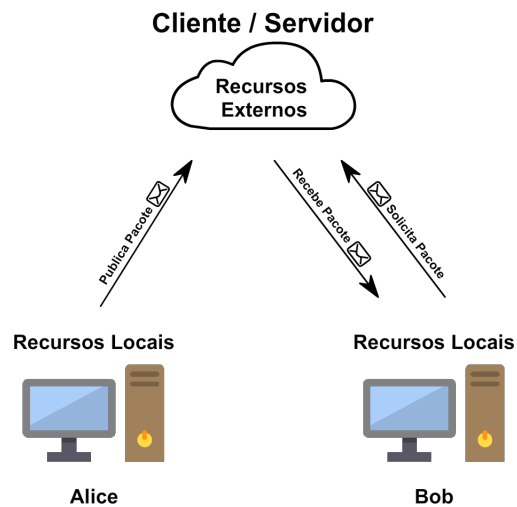 Cliente / Servidor
Recursos
Externos
Publica Pacote
Recebe Pacote
Solicita Pacote
Recursos Locais
Recursos Locais
Alice
Bob